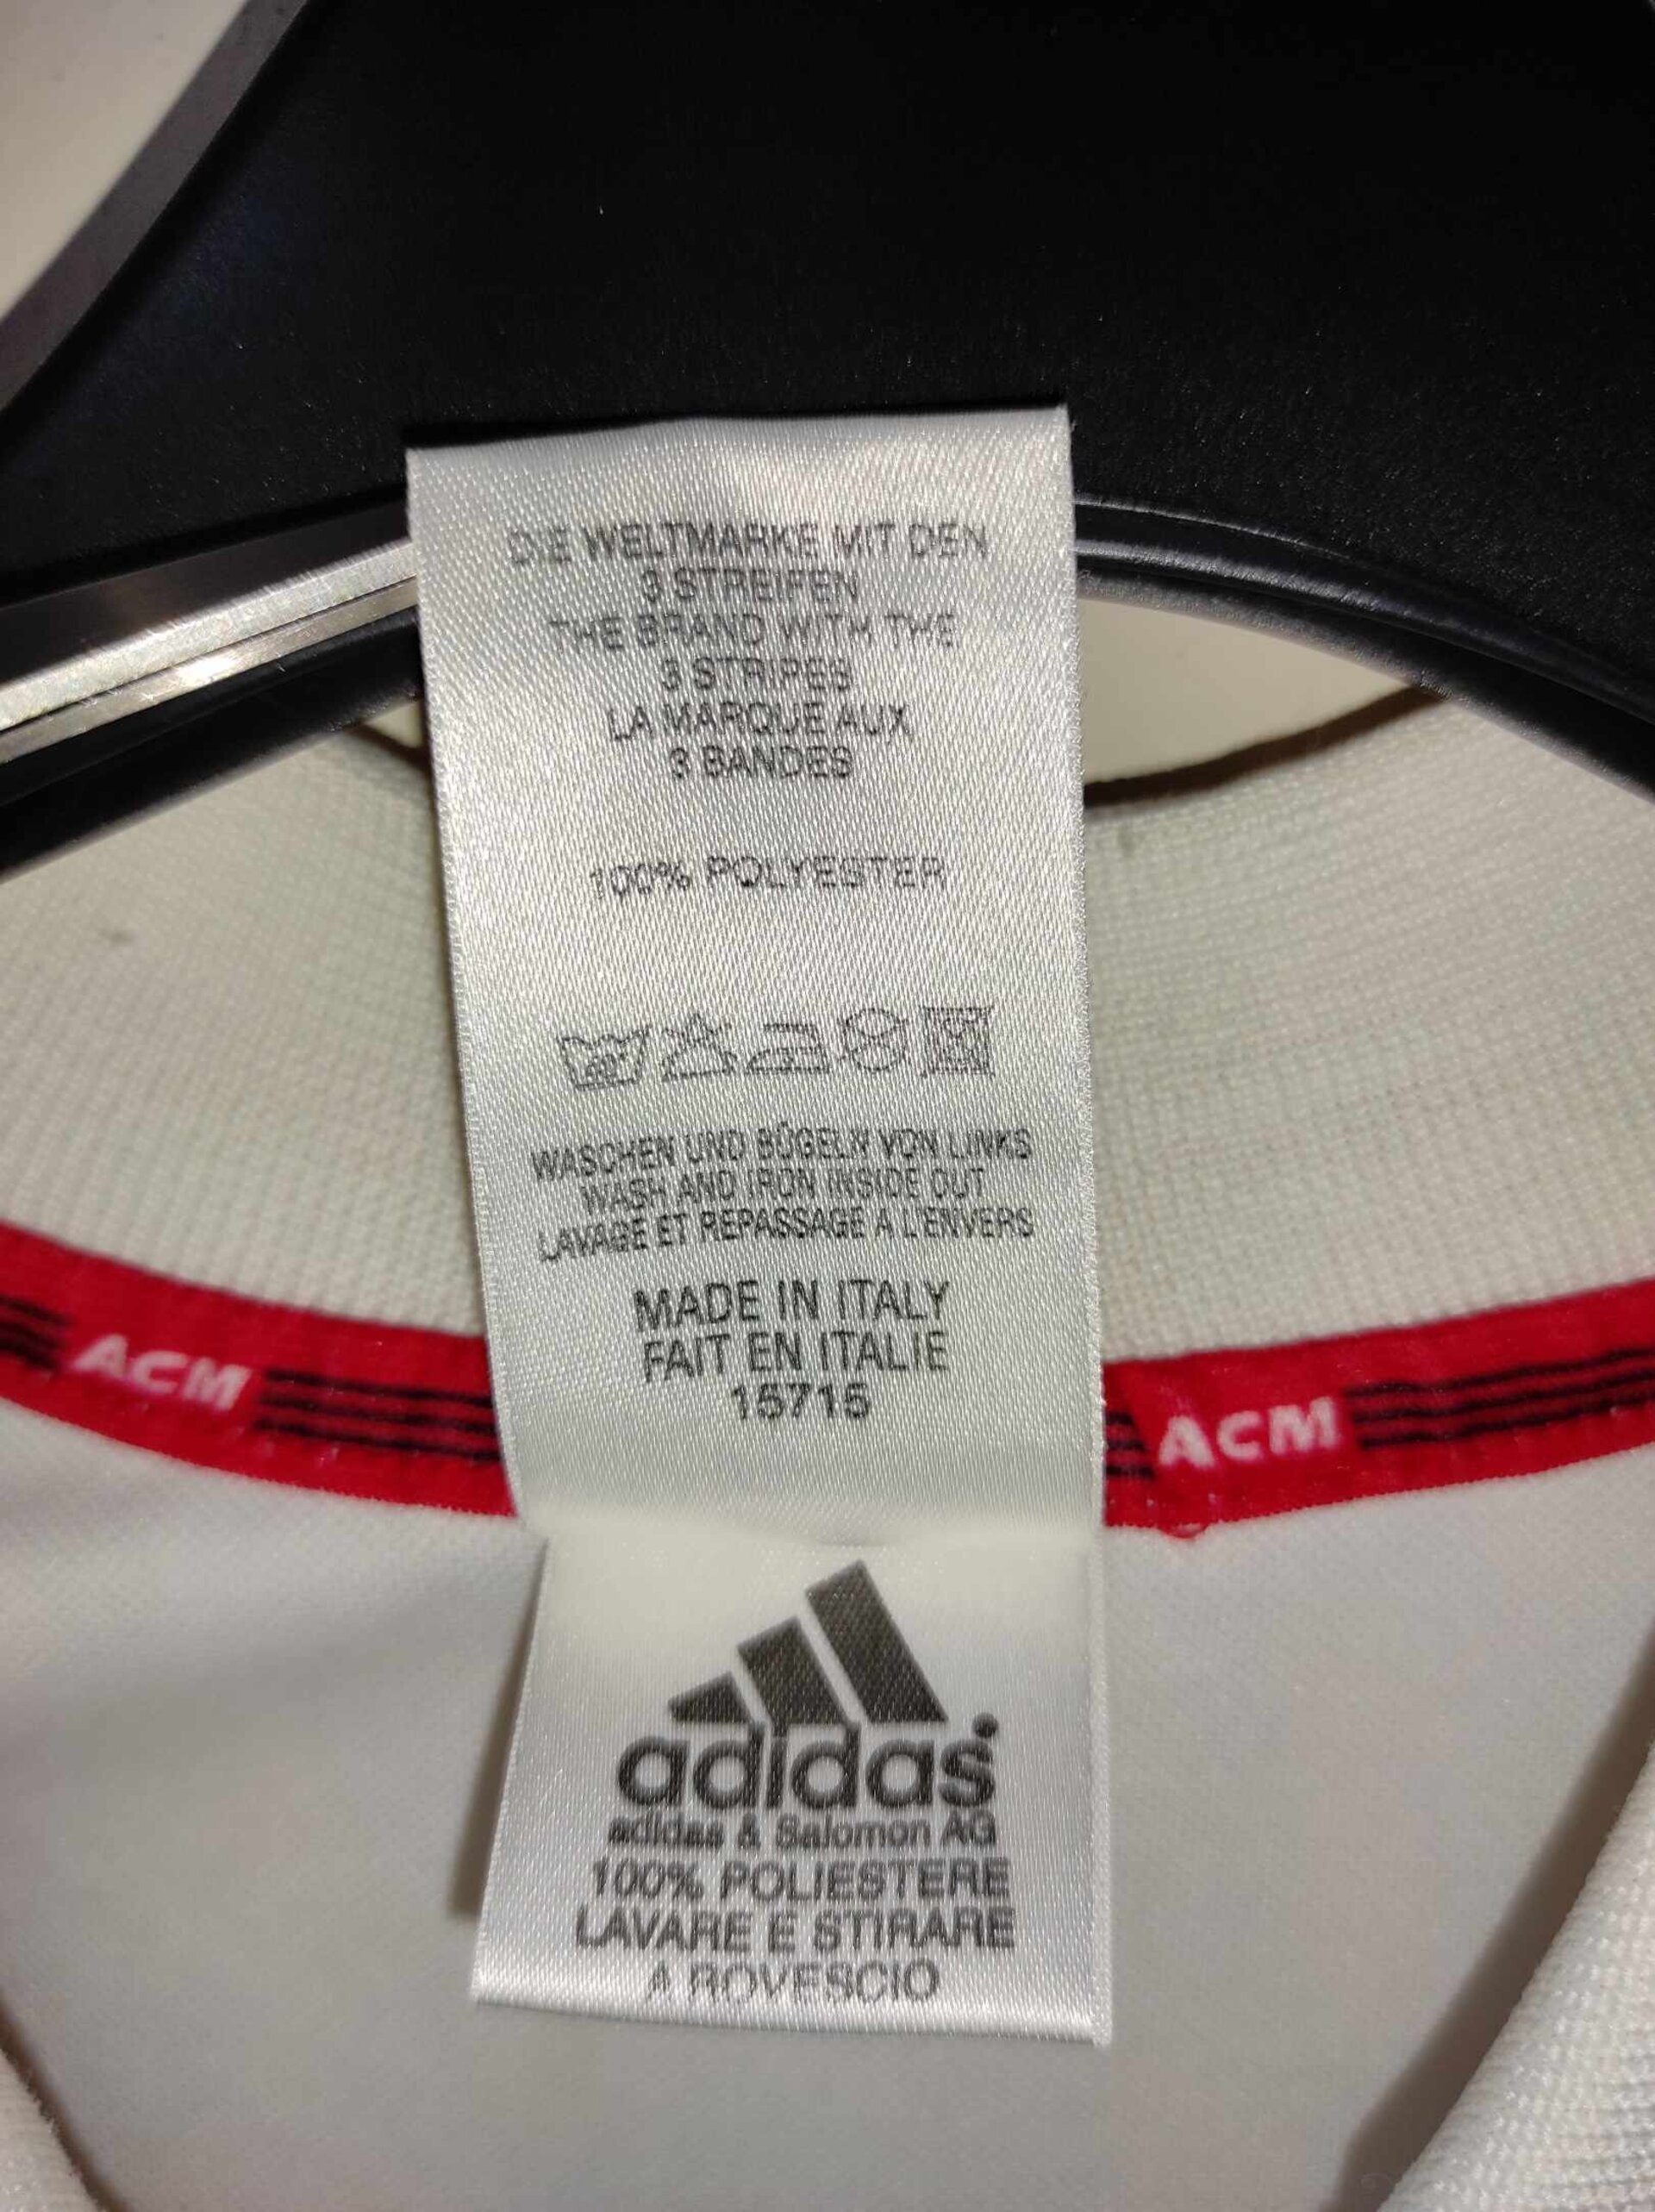 DIE WELTMARKE MIT DEN
3 STREIFEN
THE BRAND WITH THE
3 STRIPES
LA MARQUE AUX
3 BANDES
100% POLYESTER
WASCHEN UND BÜGELN VON LINKS
WASH AND IRON INSIDE OUT
LAVAGE ET REPASSAGE A L'ENVERS
MADE IN ITALY
FAIT EN ITALIE
15715
ACM
ACM
adidas
adidas & Salomon AG
100% POLIESTERE
LAVARE E STIRARE
A ROVESCIO